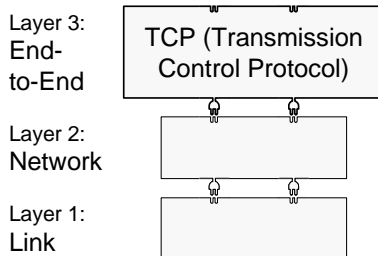 Layer 3:
End-
to-End
TCP (Transmission
Control Protocol)
Layer 2:
Network
Layer 1:
Link